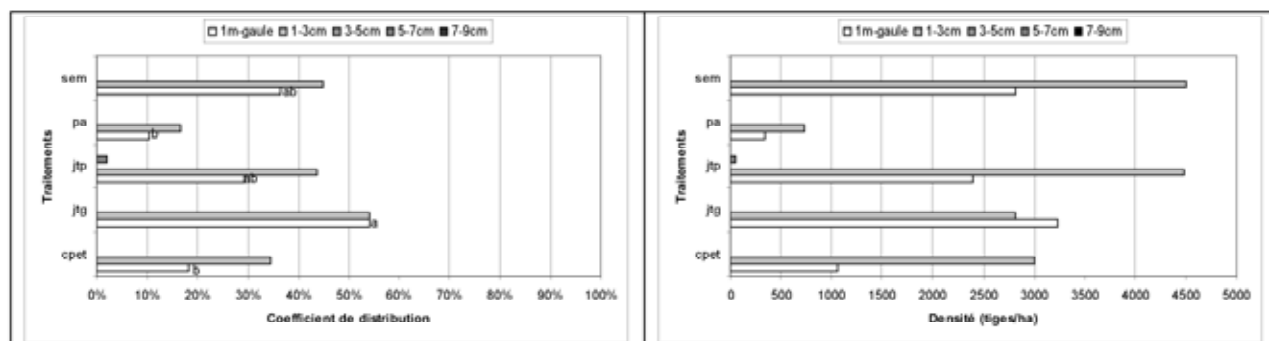 1m-gaule 1-3cm 3-5cm 5-7cm 7-9cm
Traitements
sem
ab
pa
b
jtp
ab
jtg
a
cpet
b
0% 10% 20% 30% 40% 50% 60% 70% 80% 90% 100%
Coefficient de distribution
1m-gaule 1-3cm 3-5cm 5-7cm 7-9cm
Traitements
sem
pa
jtp
jtg
cpet
0 500 1000 1500 2000 2500 3000 3500 4000 4500 5000
Densité (tiges/ha)